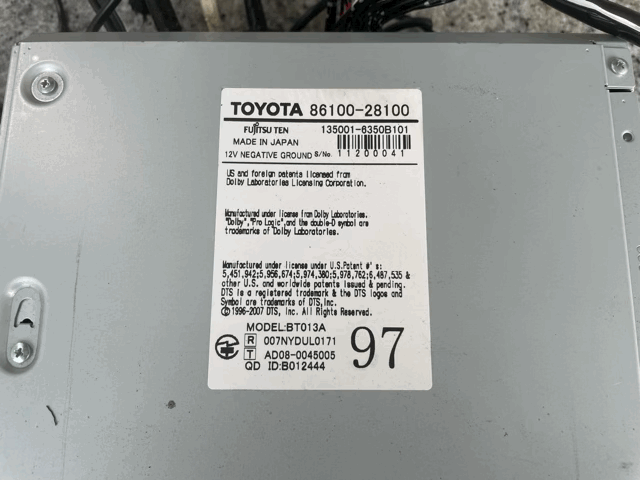 TOYOTA 86100-28100
FUJITSU TEN 135001-6350B101
MADE IN JAPAN
12V NEGATIVE GROUND S/No. 11200041
US and foreign patents licensed from
Dolby Laboratories Licensing Corporation.
Manufactured under license from Dolby Laboratories.
"Dolby","Pro Logic",and the double-D symbol are
trademarks of Dolby Laboratories.
Manufactured under license under U.S.Patent #'s:
5,451,942;5,956,674;5,974,380;5,978,762;6,487,535 &
other U.S. and worldwide patents issued & pending.
DTS is a registered trademark & the DTS logos and
Symbol are trademarks of DTS, Inc.
©1996-2007 DTS, Inc. All Rights Reserved.
MODEL:BT013A
R 007NYDUL0171
T AD08-0045005
QD ID:B012444
97